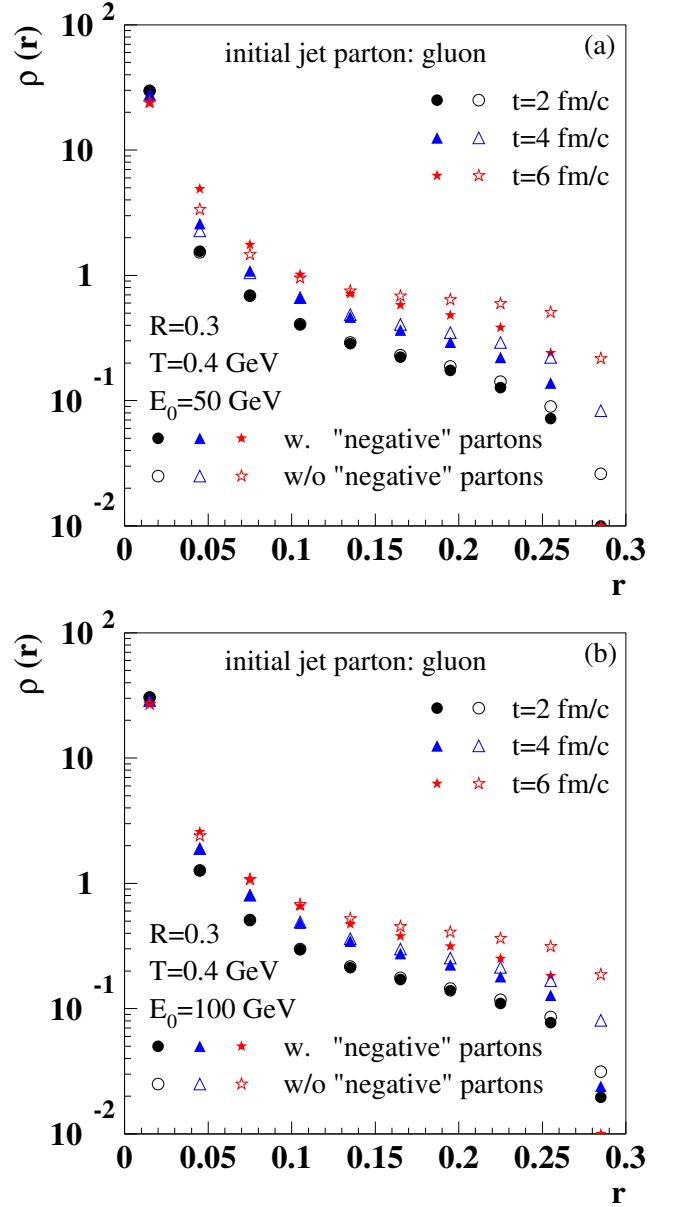 10 ²
ρ (r)
initial jet parton: gluon
(a)
t=2 fm/c
t=4 fm/c
t=6 fm/c
10
1
R=0.3
T=0.4 GeV
E₀=50 GeV
10 ⁻¹
w. "negative" partons
w/o "negative" partons
10 ⁻²
0 0.05 0.1 0.15 0.2 0.25 0.3
r
10 ²
ρ (r)
initial jet parton: gluon
(b)
t=2 fm/c
t=4 fm/c
t=6 fm/c
10
1
R=0.3
T=0.4 GeV
E₀=100 GeV
10 ⁻¹
w. "negative" partons
w/o "negative" partons
10 ⁻²
0 0.05 0.1 0.15 0.2 0.25 0.3
r